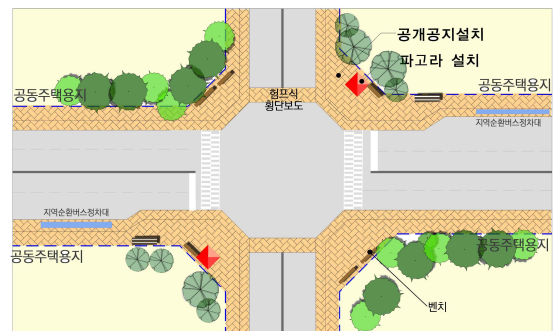 공개공지설치
파고라 설치
공동주택용지
험프식
횡단보도
공동주택용지
지역순환버스정차대
지역순환버스정차대
공동주택용지
공동주택용지
벤치